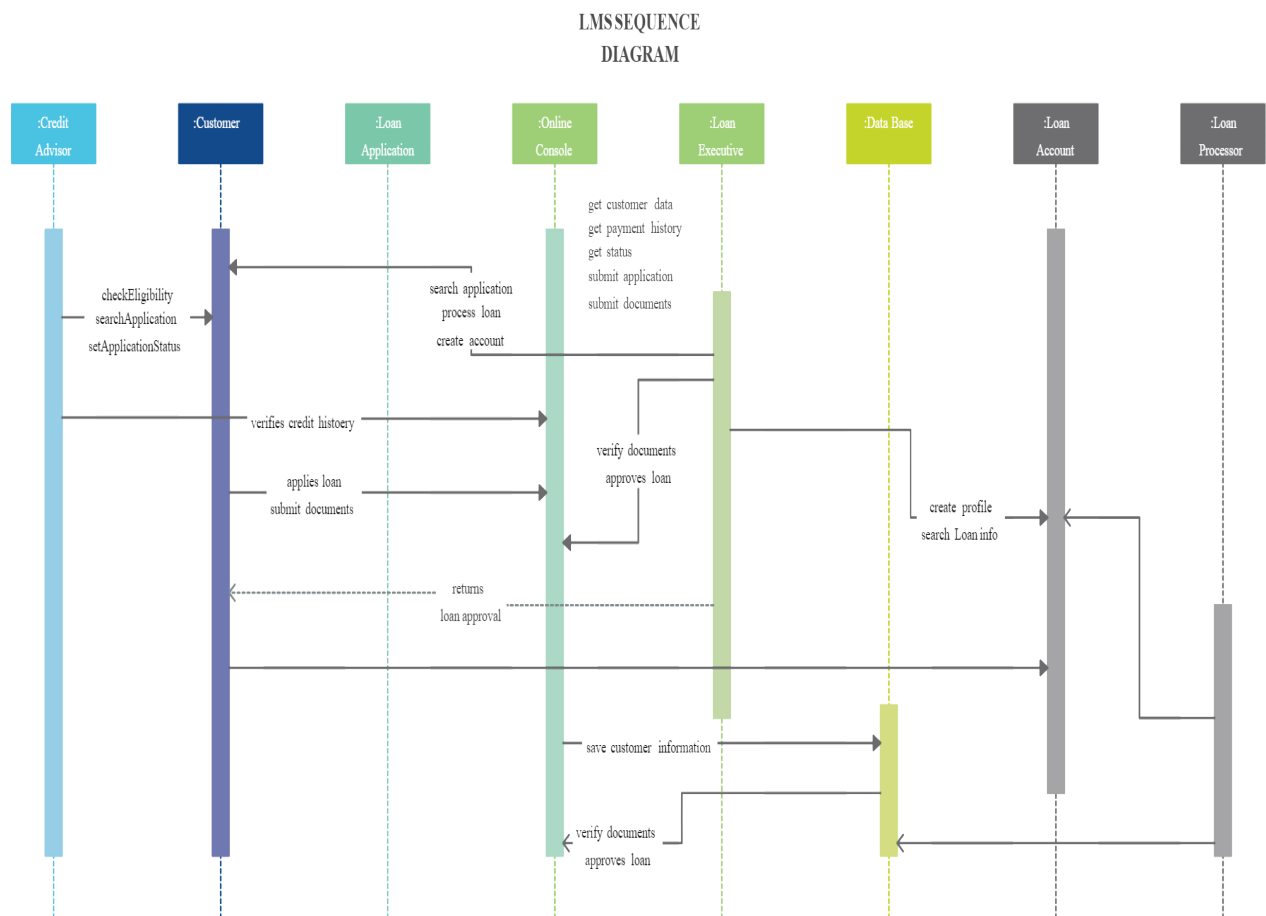 LMS SEQUENCE
DIAGRAM
:Credit
Advisor
:Customer
:Loan
Application
:Online
Console
:Loan
Executive
:Data Base
:Loan
Account
:Loan
Processor
get customer data
get payment history
get status
submit application
submit documents
search application
process loan
create account
checkEligibility
searchApplication
setApplicationStatus
verifies credit histoery
verify documents
approves loan
applies loan
submit documents
create profile
search Loan info
returns
loan approval
save customer information
verify documents
approves loan